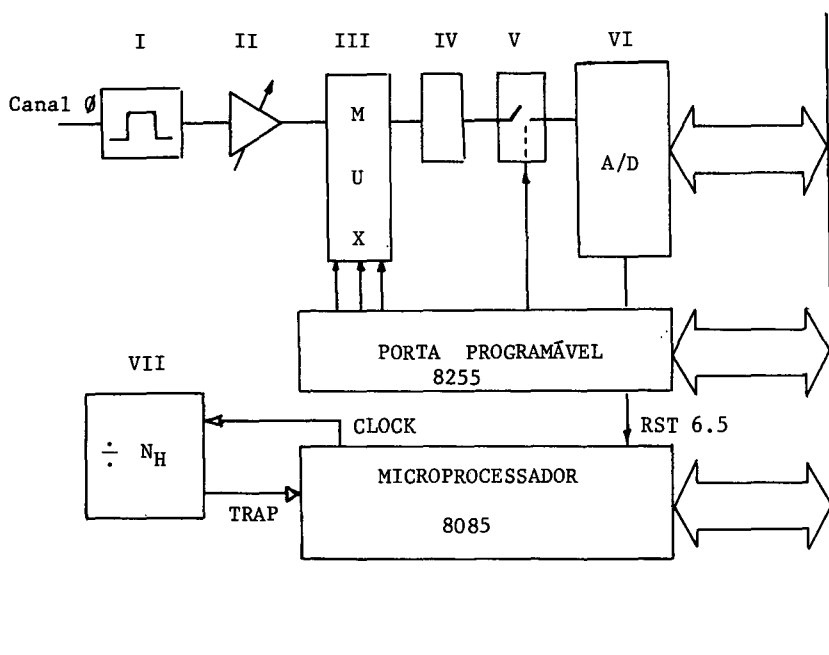 I II III IV V VI
Canal Ø
M
U
X
A/D
PORTA PROGRAMÁVEL
8255
VII
÷ N_H
CLOCK
RST 6.5
TRAP
MICROPROCESSADOR
8085